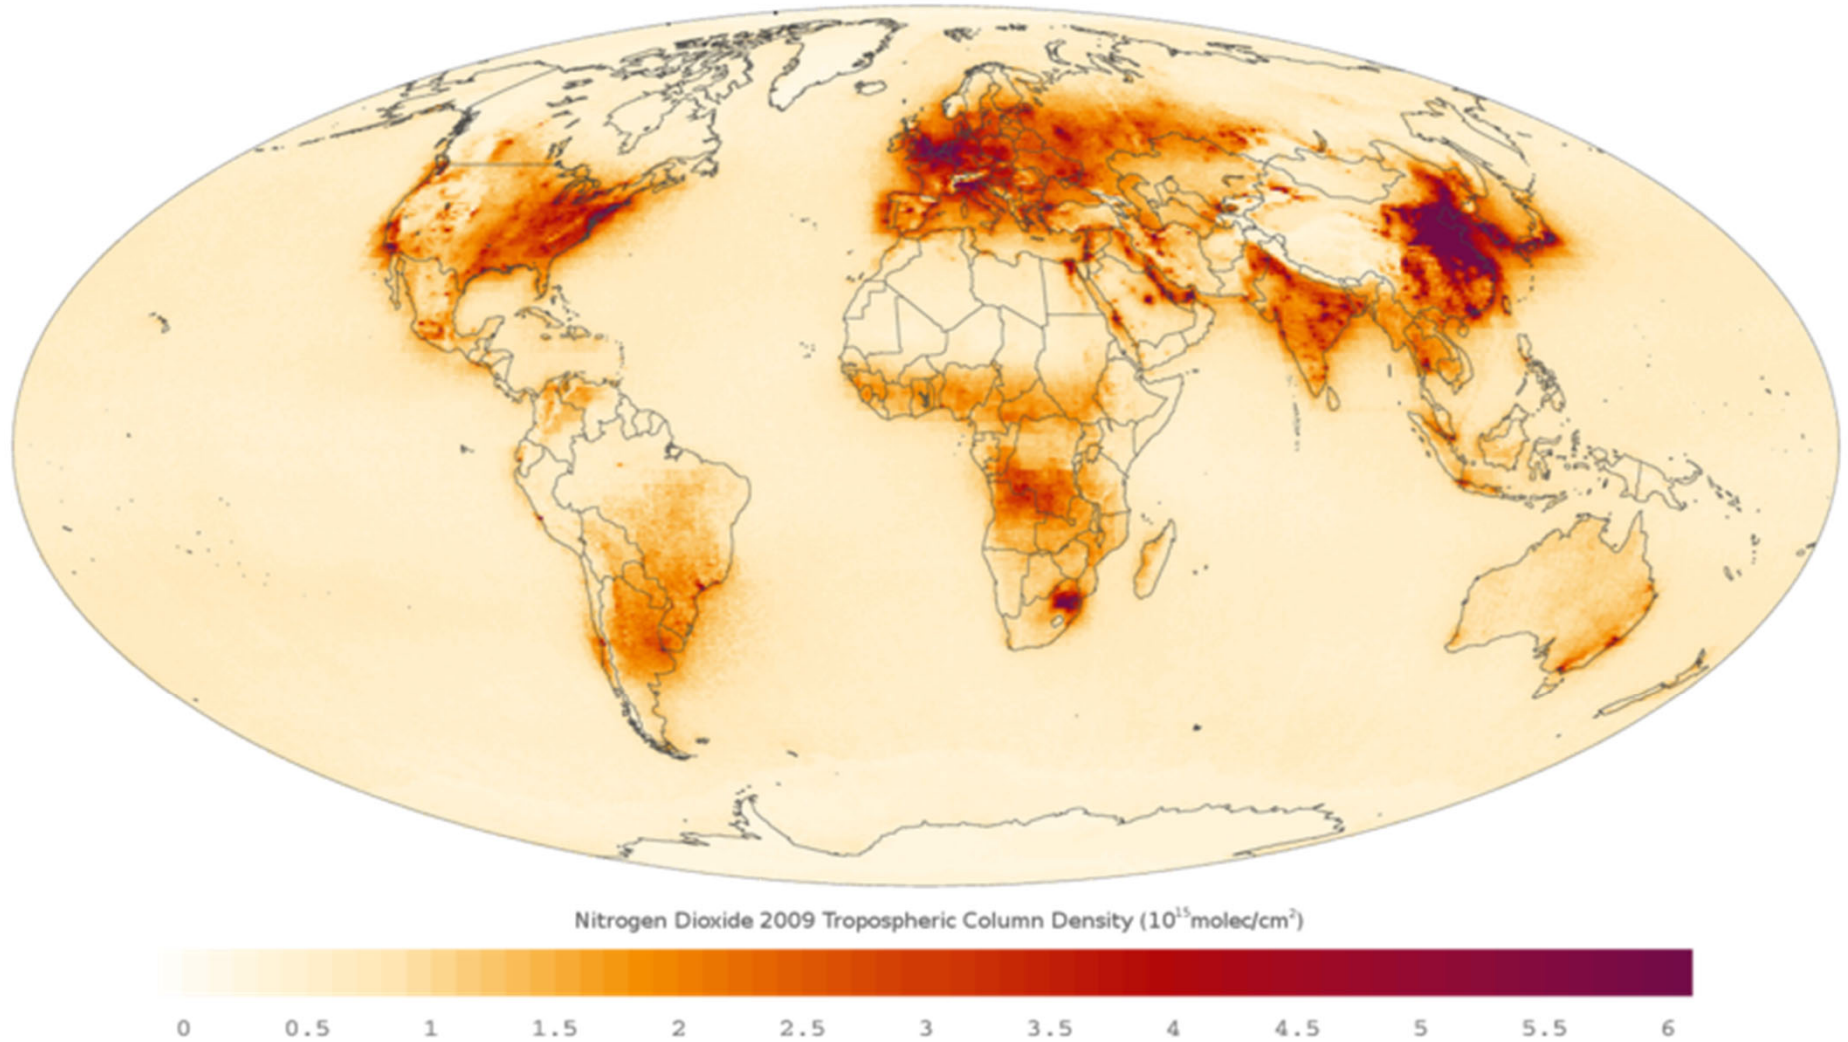 Nitrogen Dioxide 2009 Tropospheric Column Density (10¹⁵molec/cm²)
0 0.5 1 1.5 2 2.5 3 3.5 4 4.5 5 5.5 6